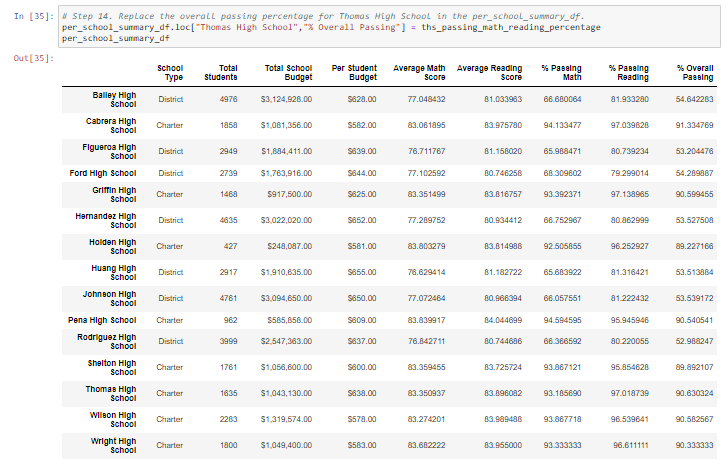 In [35]: # Step 14. Replace the overall passing percentage for Thomas High School in the per_school_summary_df.
per_school_summary_df.loc["Thomas High School","% Overall Passing"] = ths_passing_math_reading_percentage
per_school_summary_df
Out[35]:
School Type Total Students Total School Budget Per Student Budget Average Math Score Average Reading Score % Passing Math % Passing Reading % Overall Passing
Bailey High School District 4976 $3,124,928.00 $628.00 77.048432 81.033963 66.680064 81.933280 54.642283
Cabrera High School Charter 1858 $1,081,356.00 $582.00 83.061895 83.975780 94.133477 97.039828 91.334769
Figueroa High School District 2949 $1,884,411.00 $639.00 76.711767 81.158020 65.988471 80.739234 53.204476
Ford High School District 2739 $1,763,916.00 $644.00 77.102592 80.746258 68.309602 79.299014 54.289887
Griffin High School Charter 1468 $917,500.00 $625.00 83.351499 83.816757 93.392371 97.138965 90.599455
Hernandez High School District 4635 $3,022,020.00 $652.00 77.289752 80.934412 66.752967 80.862999 53.527508
Holden High School Charter 427 $248,087.00 $581.00 83.803279 83.814988 92.505855 96.252927 89.227166
Huang High School District 2917 $1,910,635.00 $655.00 76.629414 81.182722 65.683922 81.316421 53.513884
Johnson High School District 4761 $3,094,650.00 $650.00 77.072464 80.966394 66.057551 81.222432 53.539172
Pena High School Charter 962 $585,858.00 $609.00 83.839917 84.044699 94.594595 95.945946 90.540541
Rodriguez High School District 3999 $2,547,363.00 $637.00 76.842711 80.744686 66.366592 80.220055 52.988247
Shelton High School Charter 1761 $1,056,600.00 $600.00 83.359455 83.725724 93.867121 95.854628 89.892107
Thomas High School Charter 1635 $1,043,130.00 $638.00 83.350937 83.896082 93.185690 97.018739 90.630324
Wilson High School Charter 2283 $1,319,574.00 $578.00 83.274201 83.989488 93.867718 96.539641 90.582567
Wright High School Charter 1800 $1,049,400.00 $583.00 83.682222 83.955000 93.333333 96.611111 90.333333